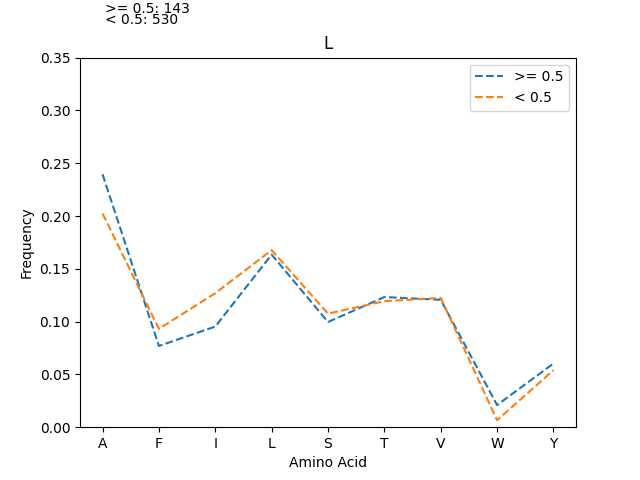 >= 0.5: 143
< 0.5: 530
L
>= 0.5
< 0.5
0.35
0.30
0.25
0.20
0.15
0.10
0.05
0.00
Frequency
A F I L S T V W Y
Amino Acid